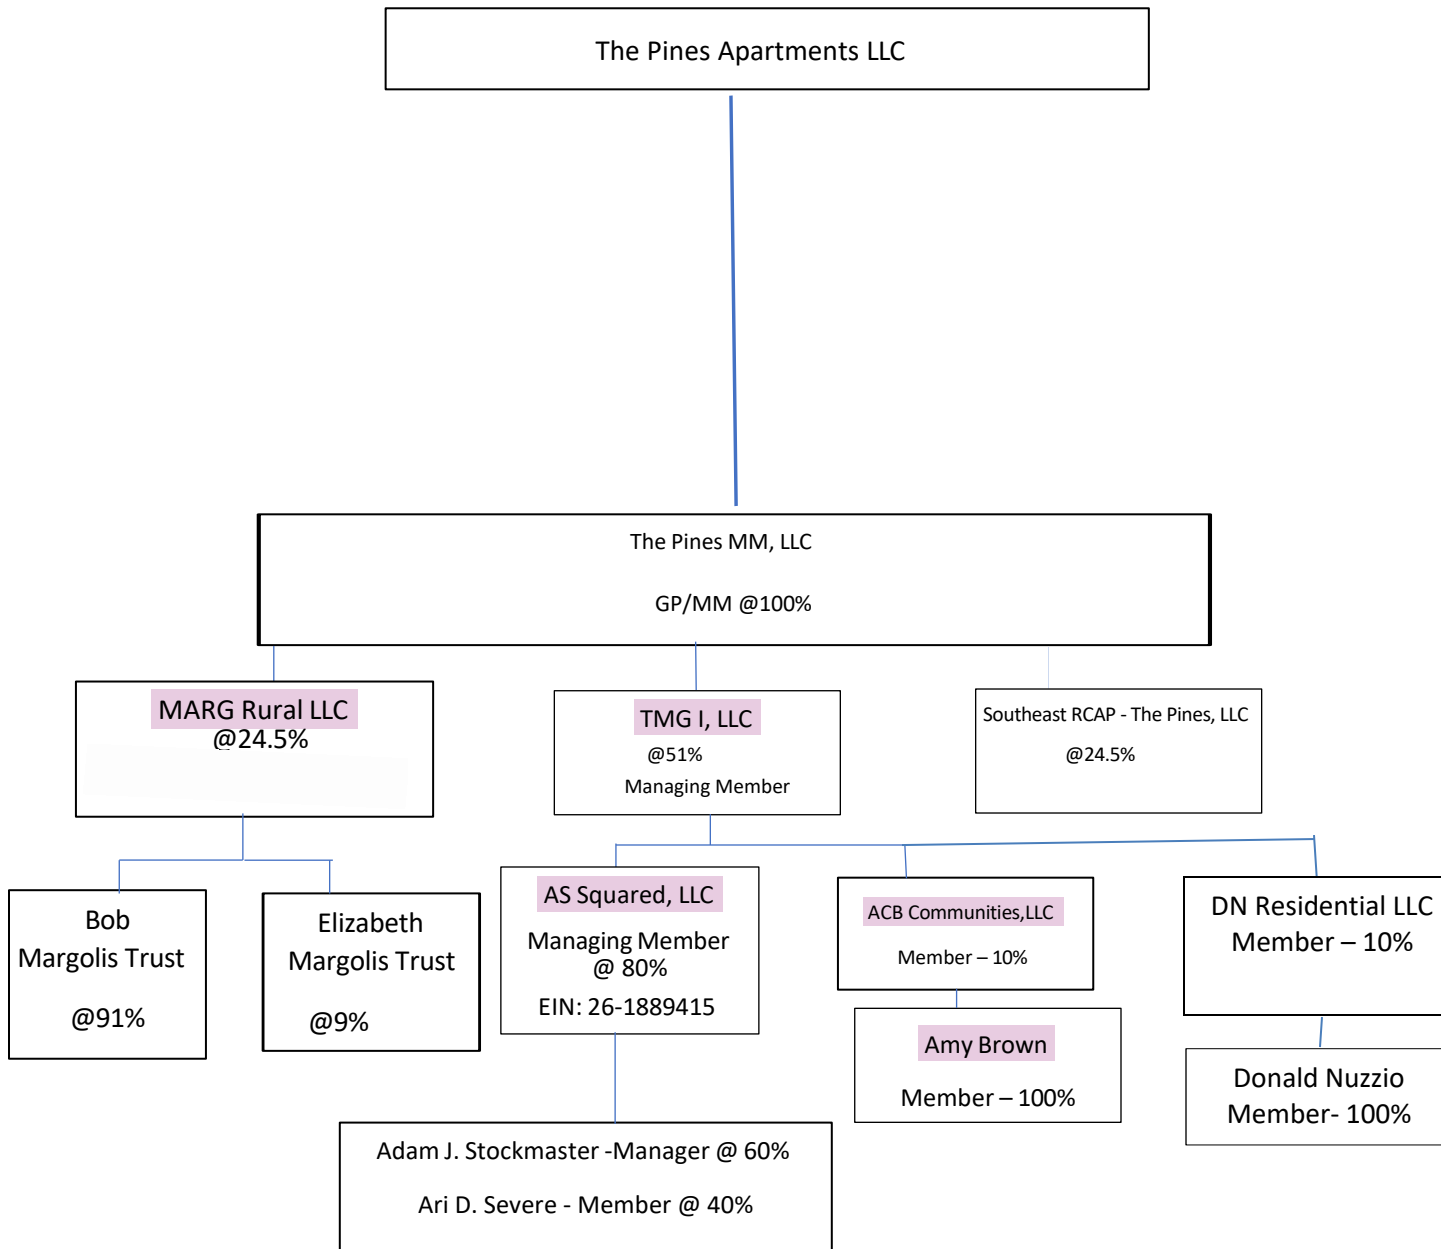 The Pines Apartments LLC
The Pines MM, LLC
GP/MM @100%
MARG Rural LLC
@24.5%
TMG I, LLC
@51%
Managing Member
Southeast RCAP - The Pines, LLC
@24.5%
Bob
Margolis Trust
@91%
Elizabeth
Margolis Trust
@9%
AS Squared, LLC
Managing Member
@ 80%
EIN: 26-1889415
ACB Communities,LLC
Member – 10%
DN Residential LLC
Member – 10%
Amy Brown
Member – 100%
Donald Nuzzio
Member- 100%
Adam J. Stockmaster -Manager @ 60%
Ari D. Severe - Member @ 40%